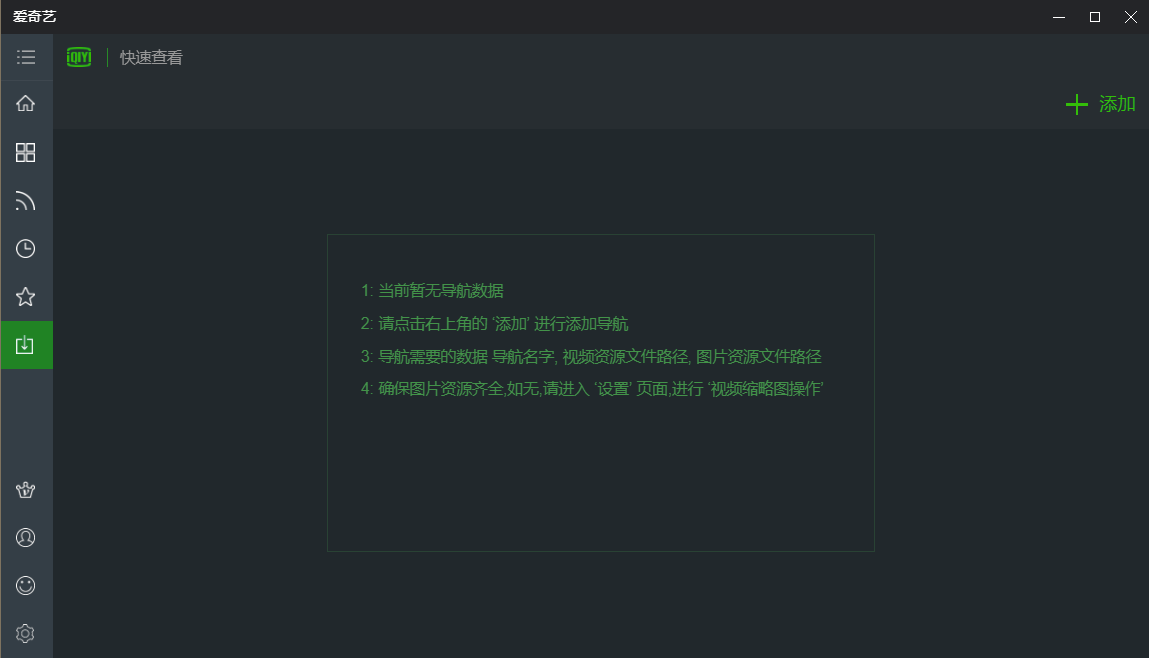 爱奇艺
iQIYI 快速查看
添加
1: 当前暂无导航数据
2: 请点击右上角的 ‘添加’ 进行添加导航
3: 导航需要的数据 导航名字, 视频资源文件路径, 图片资源文件路径
4: 确保图片资源齐全,如无,请进入 ‘设置’ 页面,进行 ‘视频缩略图操作’